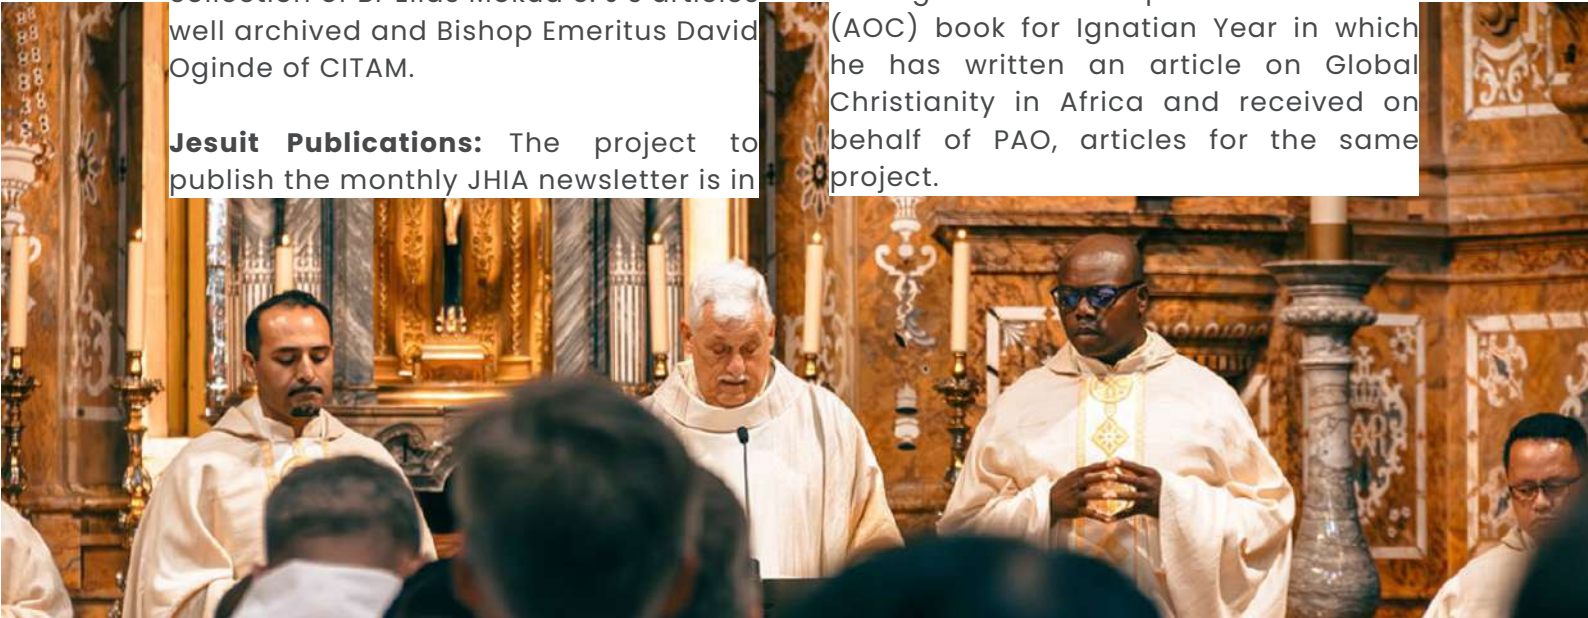 well archived and Bishop Emeritus David
Oginde of CITAM.
Jesuit Publications: The project to
publish the monthly JHIA newsletter is in
(AOC) book for Ignatian Year in which
he has written an article on Global
Christianity in Africa and received on
behalf of PAO, articles for the same
project.